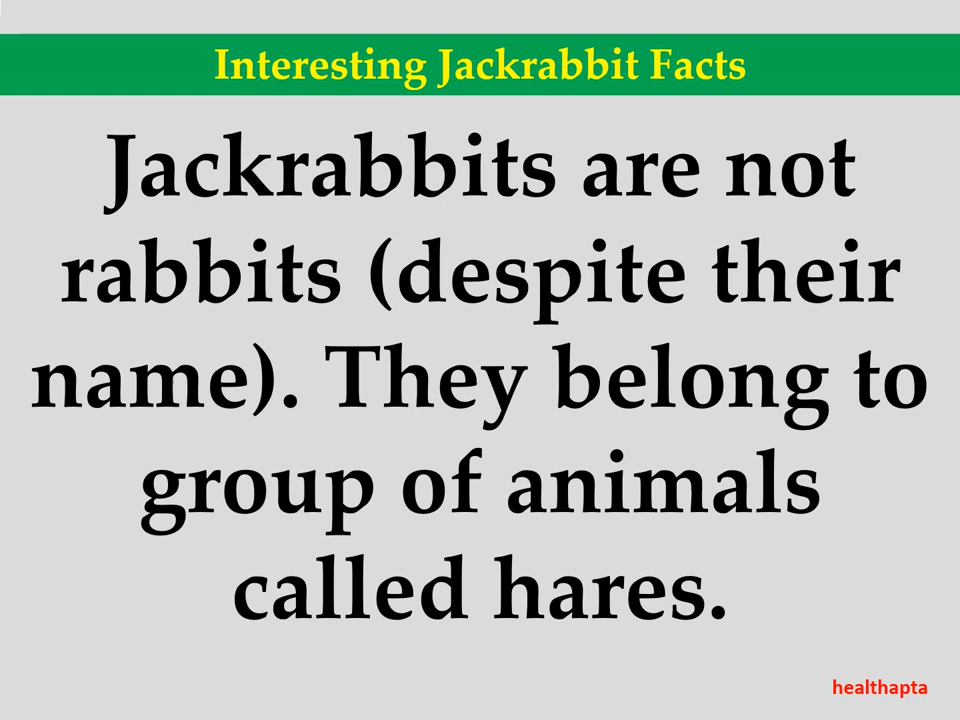 Interesting Jackrabbit Facts
Jackrabbits are not
rabbits (despite their
name). They belong to
group of animals
called hares.
healthapta